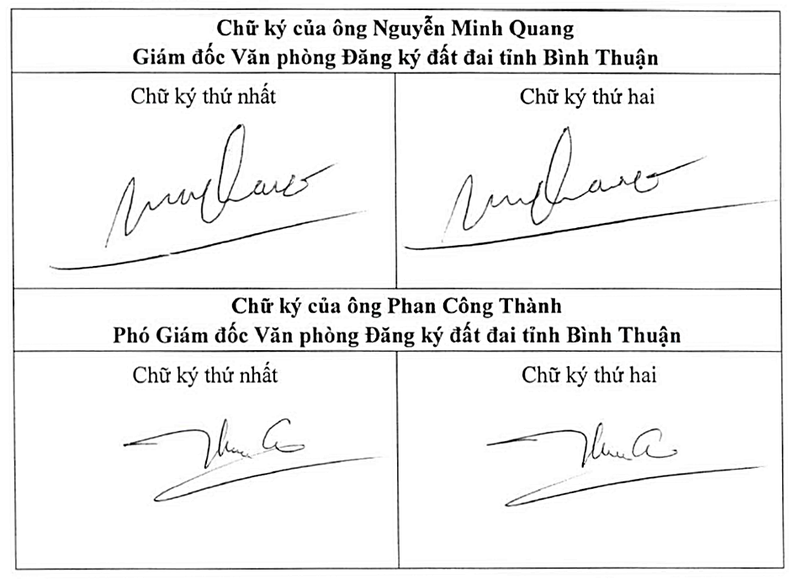 Chữ ký của ông Nguyễn Minh Quang
Giám đốc Văn phòng Đăng ký đất đai tỉnh Bình Thuận
Chữ ký thứ nhất
Chữ ký thứ hai
Chữ ký của ông Phan Công Thành
Phó Giám đốc Văn phòng Đăng ký đất đai tỉnh Bình Thuận
Chữ ký thứ nhất
Chữ ký thứ hai